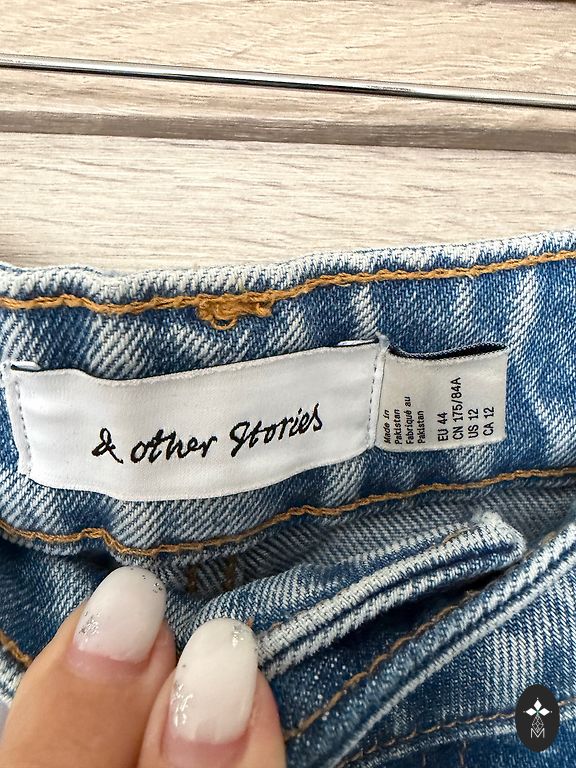 & other Stories
Made in
Pakistan
Fabriqué au
Pakistan
EU 44
CN 175/84A
US 12
CA 12
M